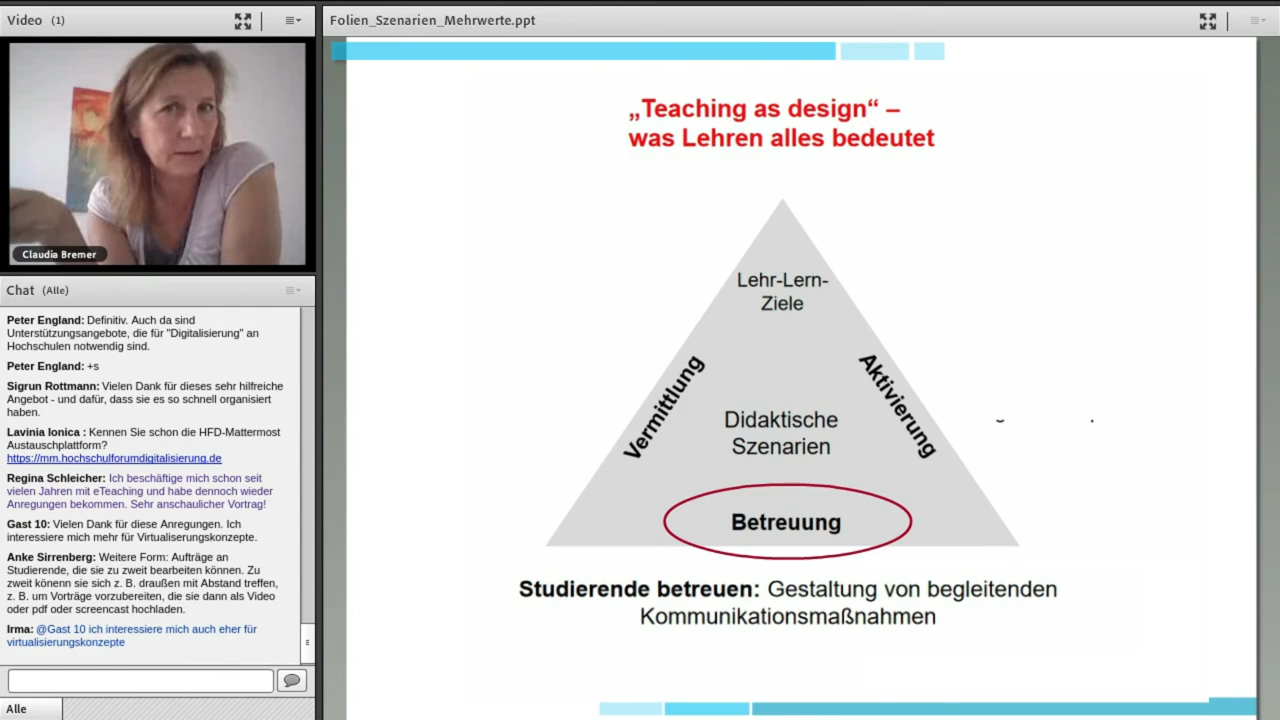 Video (1)
Claudia Bremer
Chat (Alle)
Peter England: Definitiv. Auch da sind
Unterstützungsangebote, die für "Digitalisierung" an
Hochschulen notwendig sind.
Peter England: +s
Sigrun Rottmann: Vielen Dank für dieses sehr hilfreiche
Angebot - und dafür, dass sie es so schnell organisiert
haben.
Lavinia Ionica : Kennen Sie schon die HFD-Mattermost
Austauschplattform?
https://mm.hochschulforumdigitalisierung.de
Regina Schleicher: Ich beschäftige mich schon seit
vielen Jahren mit eTeaching und habe dennoch wieder
Anregungen bekommen. Sehr anschaulicher Vortrag!
Gast 10: Vielen Dank für diese Anregungen. Ich
interessiere mich mehr für Virtualiserungskonzepte.
Anke Sirrenberg: Weitere Form: Aufträge an
Studierende, die sie zu zweit bearbeiten können. Zu
zweit könenn sie sich z. B. draußen mit Abstand treffen,
z. B. um Vorträge vorzubereiten, die sie dann als Video
oder pdf oder screencast hochladen.
Irma: @Gast 10 ich interessiere mich auch eher für
virtualisierungskonzepte
Alle
Folien_Szenarien_Mehrwerte.ppt
„Teaching as design“ –
was Lehren alles bedeutet
Lehr-Lern-
Ziele
Vermittlung
Aktivierung
Didaktische
Szenarien
Betreuung
Studierende betreuen: Gestaltung von begleitenden
Kommunikationsmaßnahmen